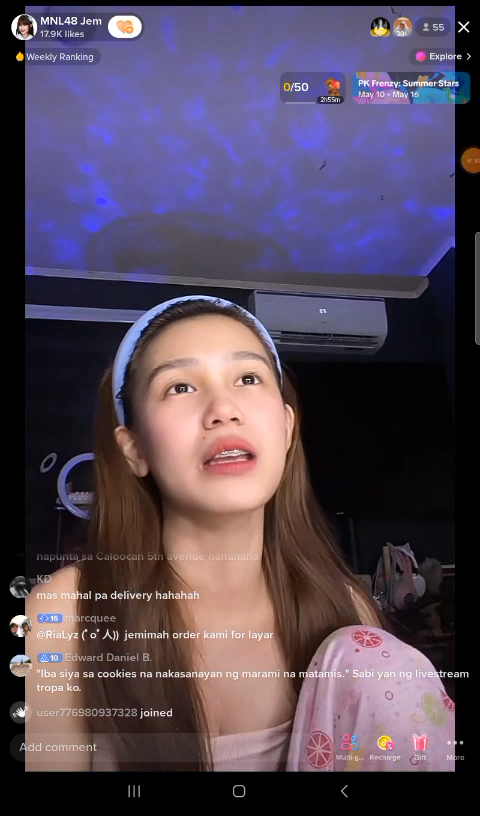 MNL48 Jem
17.9K likes
30+
55
Weekly Ranking
Explore
0/50
2h55m
PK Frenzy: Summer Stars
May 10 - May 16
napunta sa Caloocan 5th avenue hahahaha
KD
mas mahal pa delivery hahahah
16 marcquee
@RiaLyz (ﾟoﾟ人)) jemimah order kami for layar
10 Edward Daniel B.
"Iba siya sa cookies na nakasanayan ng marami na matamis." Sabi yan ng livestream
tropa ko.
user776980937328 joined
Add comment
Multi-g...
Recharge
Gift
More